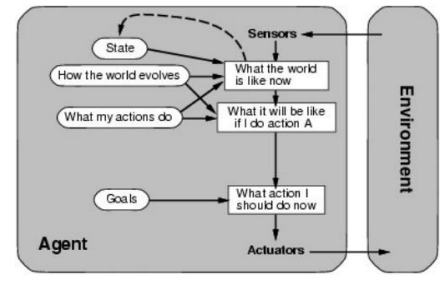 Sensors
State
What the world
is like now
How the world evolves
What it will be like
if I do action A
What my actions do
Environment
What action I
should do now
Goals
Agent
Actuators